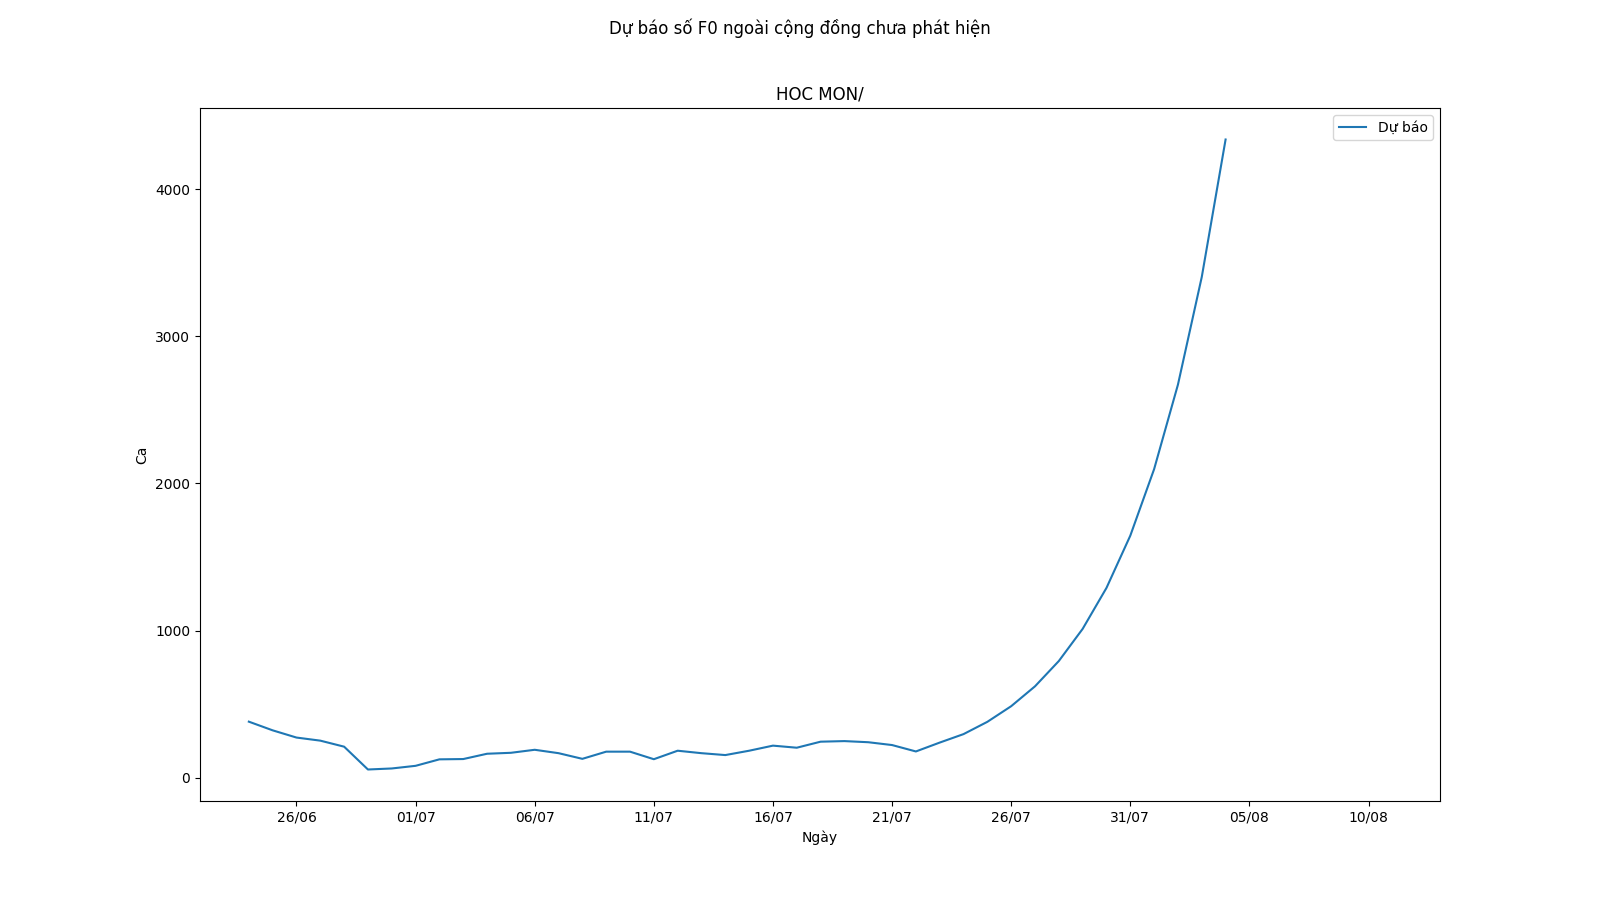 Dự báo số F0 ngoài cộng đồng chưa phát hiện
HOC MON/
Dự báo
4000
3000
2000
1000
0
Ca
26/06 01/07 06/07 11/07 16/07 21/07 26/07 31/07 05/08 10/08
Ngày